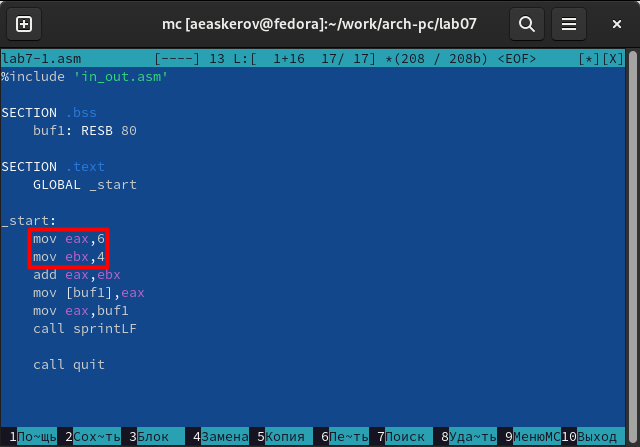 mc [aeaskerov@fedora]:~/work/arch-pc/lab07
lab7-1.asm [----] 13 L:[ 1+16 17/ 17] *(208 / 208b) <EOF> [*][X]
%include 'in_out.asm'
SECTION .bss
buf1: RESB 80
SECTION .text
GLOBAL _start
_start:
mov eax,6
mov ebx,4
add eax,ebx
mov [buf1],eax
mov eax,buf1
call sprintLF
call quit
1По~щь 2Сох~ть 3Блок 4Замена 5Копия 6Пе~ть 7Поиск 8Уда~ть 9МенюMC 10Выход